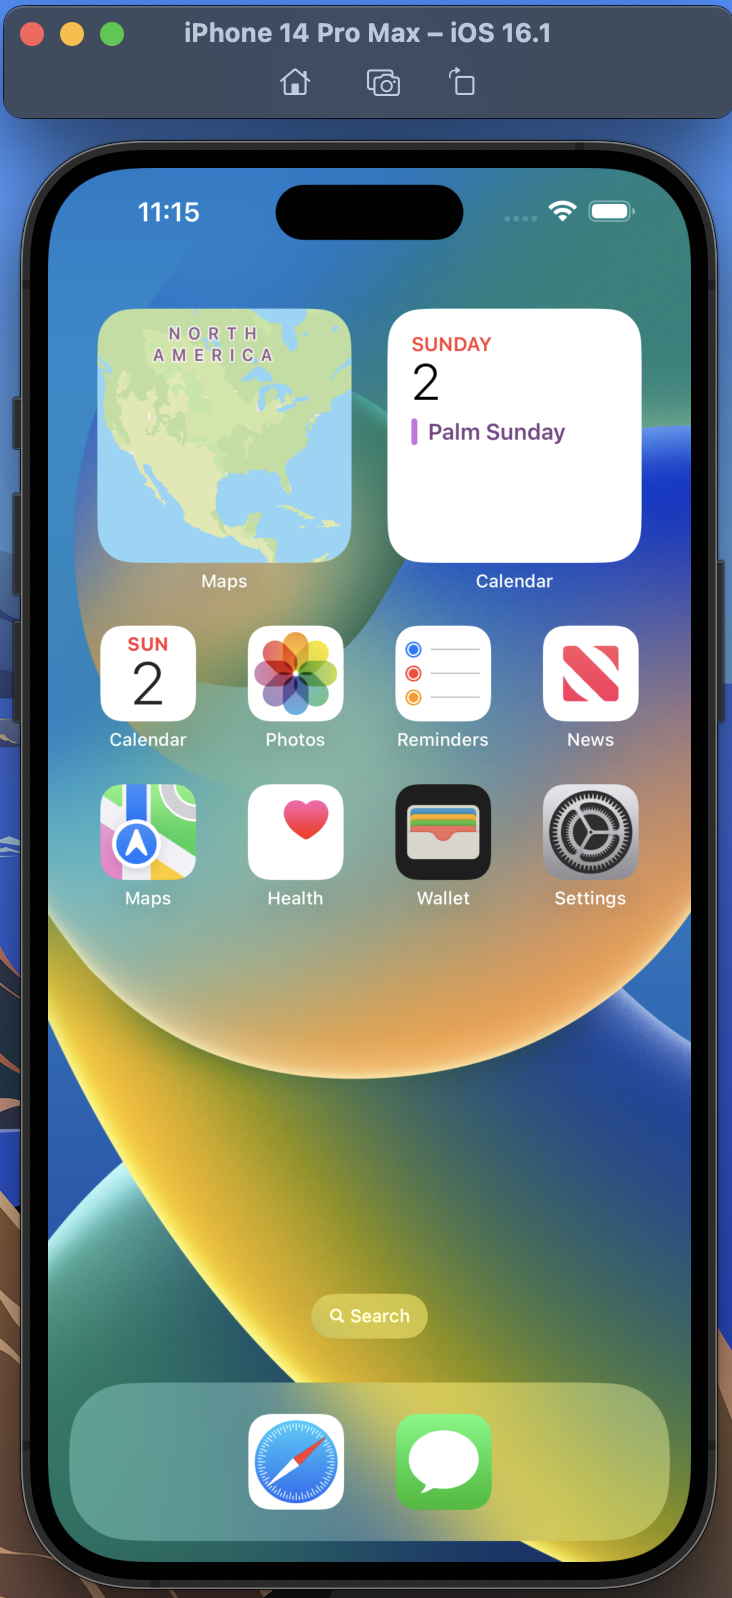 iPhone 14 Pro Max – iOS 16.1
11:15
NORTH
AMERICA
SUNDAY
2
Palm Sunday
Maps
Calendar
SUN
2
Calendar
Photos
Reminders
News
Maps
Health
Wallet
Settings
Search